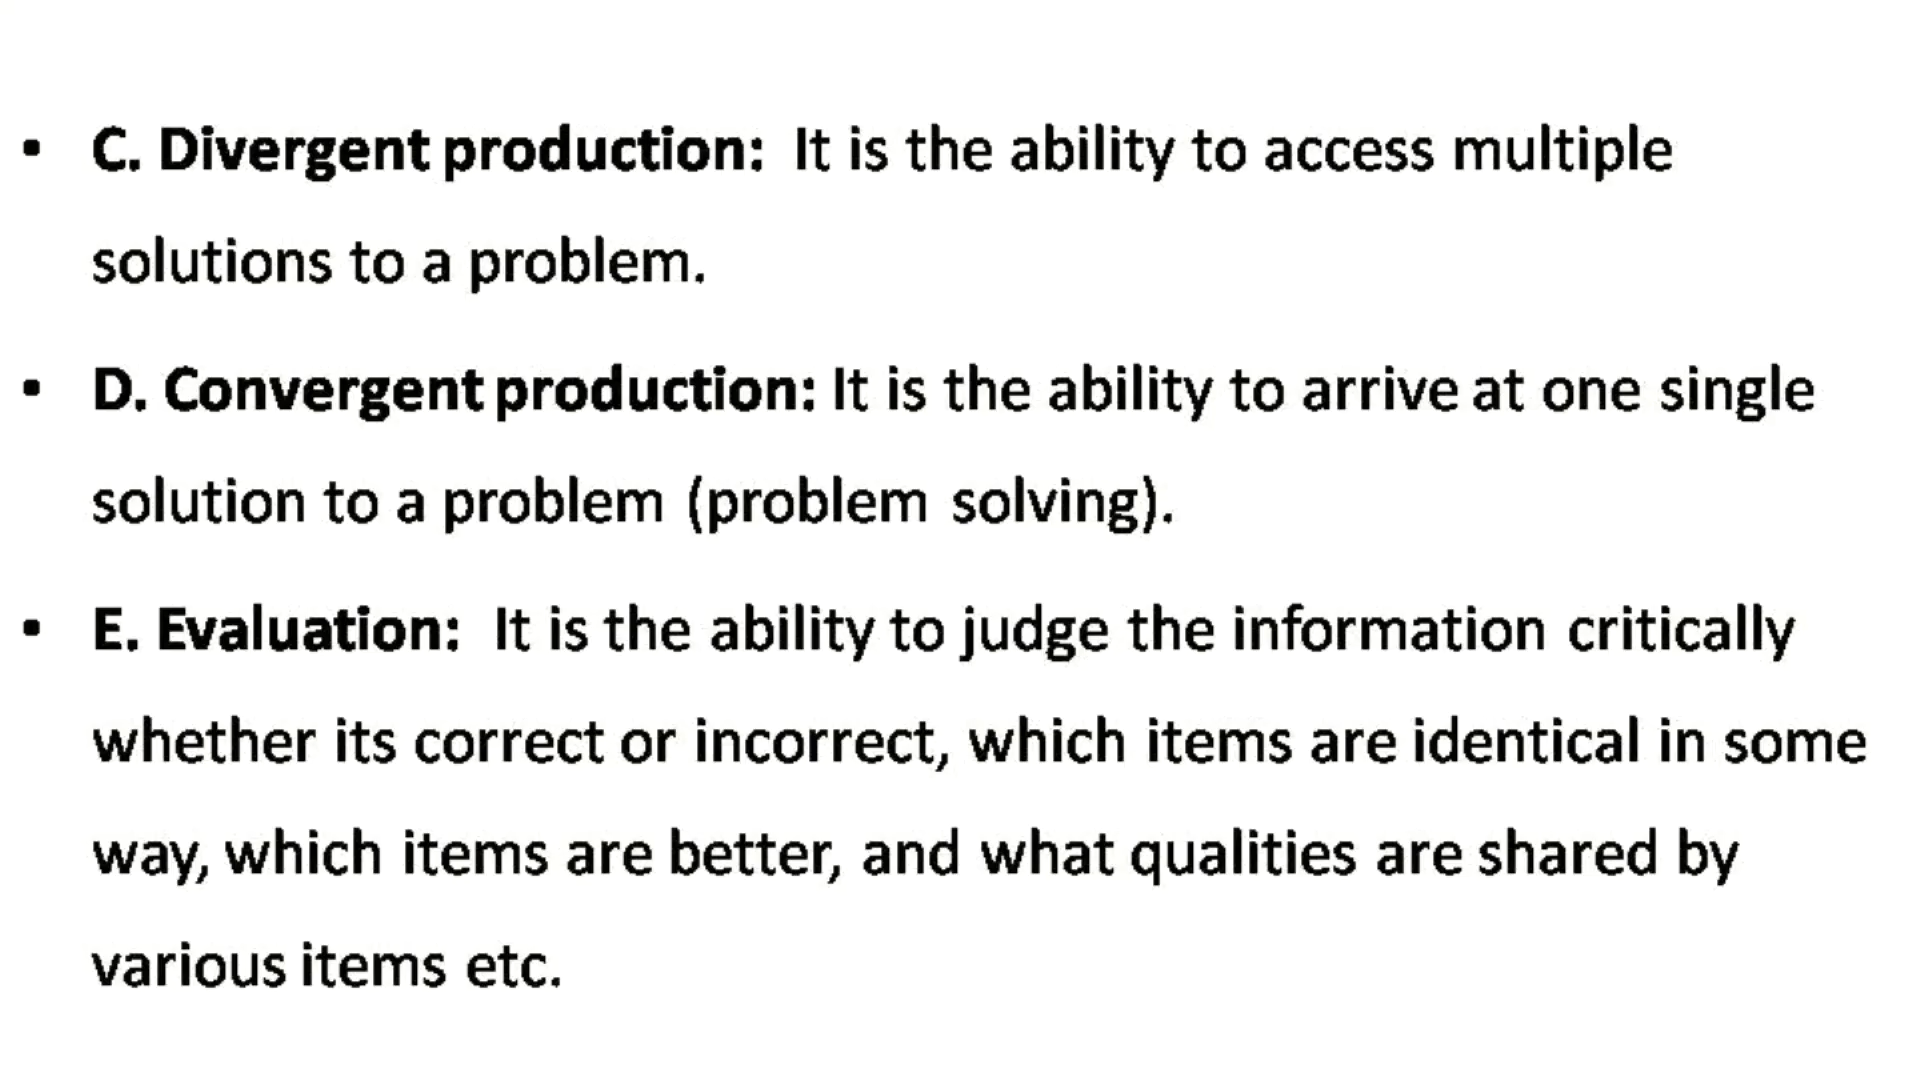 ▪ C. Divergent production: It is the ability to access multiple
solutions to a problem.
▪ D. Convergent production: It is the ability to arrive at one single
solution to a problem (problem solving).
▪ E. Evaluation: It is the ability to judge the information critically
whether its correct or incorrect, which items are identical in some
way, which items are better, and what qualities are shared by
various items etc.